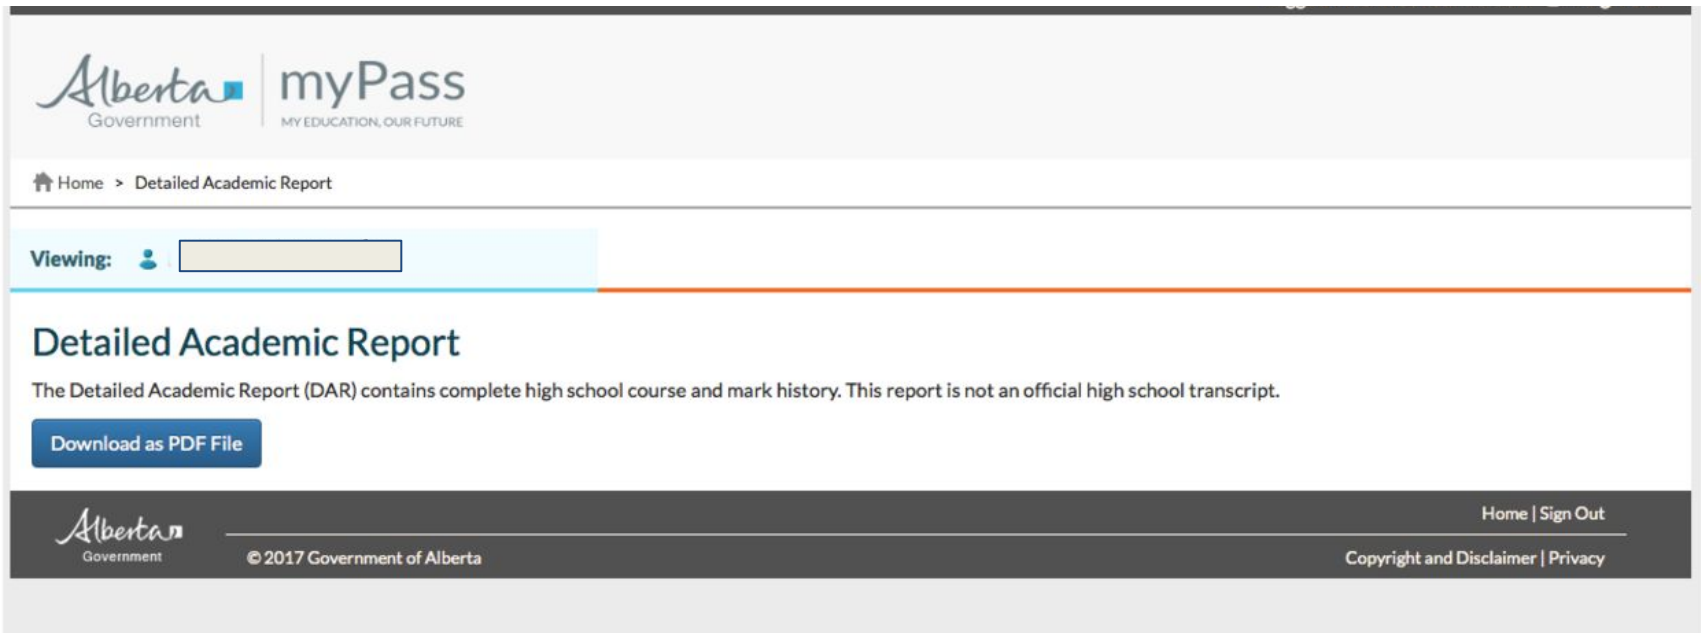 Alberta
Government
myPass
MY EDUCATION, OUR FUTURE
Home > Detailed Academic Report
Viewing:
Detailed Academic Report
The Detailed Academic Report (DAR) contains complete high school course and mark history. This report is not an official high school transcript.
Download as PDF File
Alberta
Government
Home | Sign Out
© 2017 Government of Alberta
Copyright and Disclaimer | Privacy